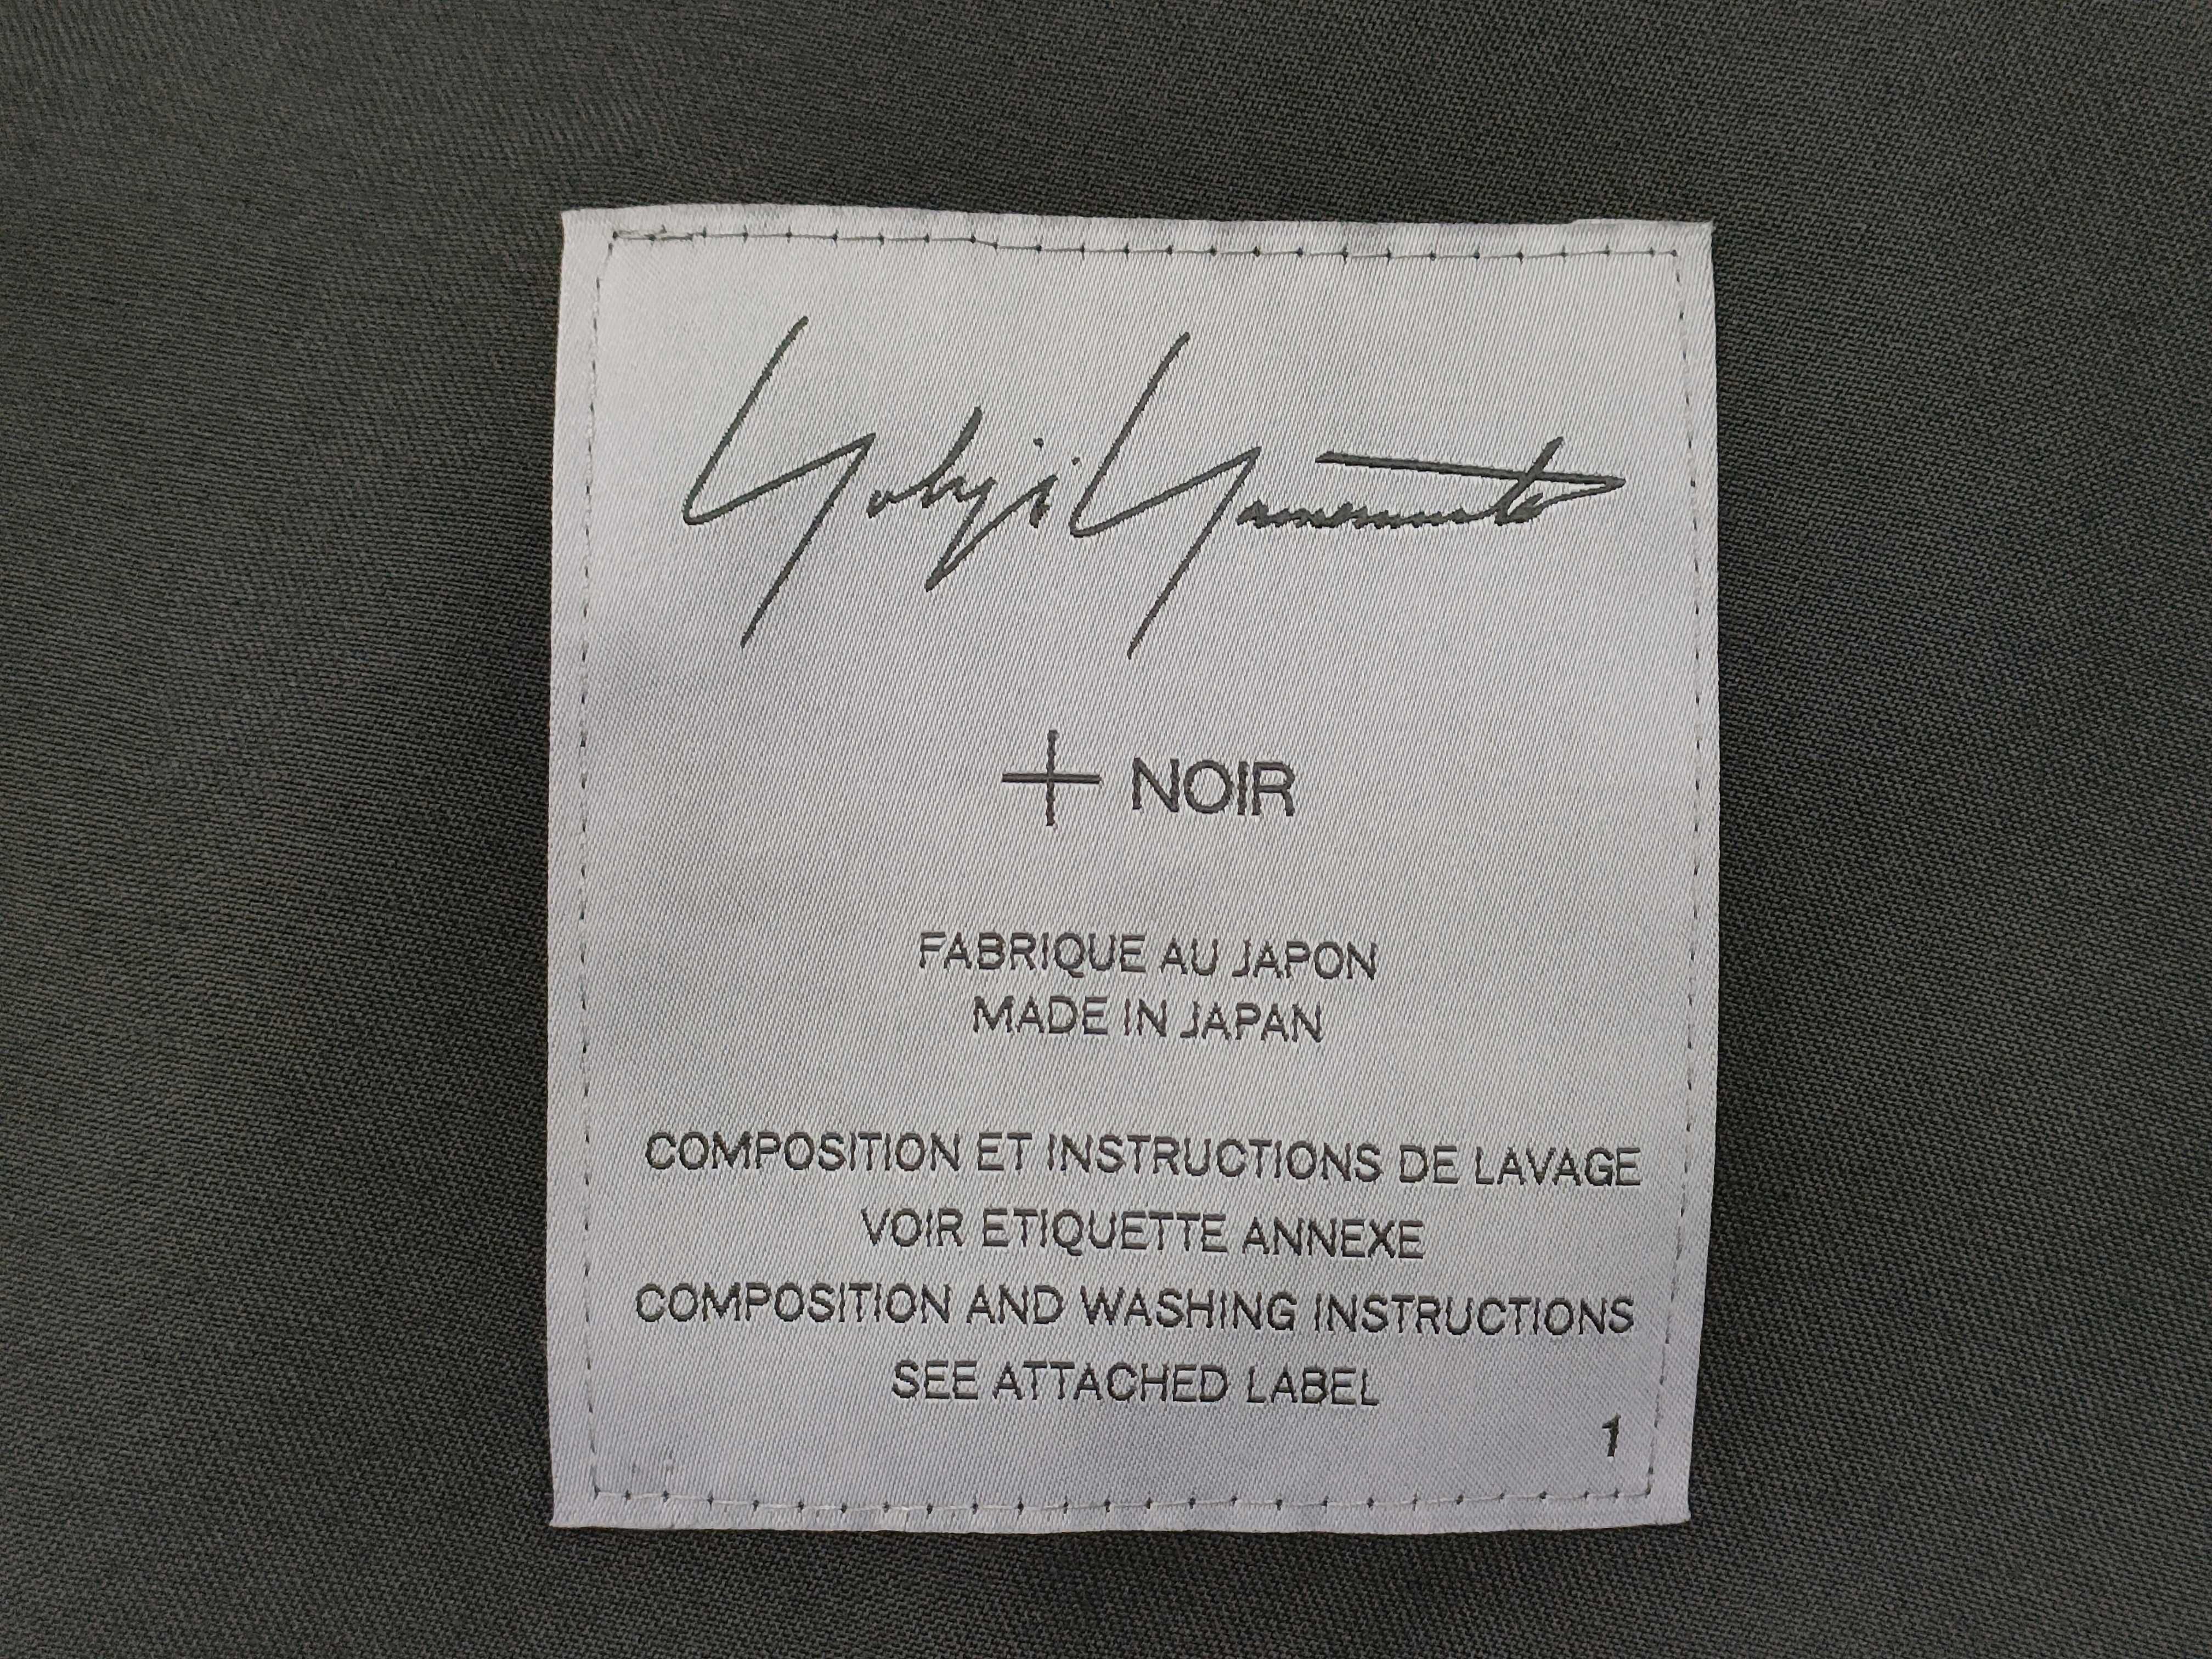 Yohji Yamamoto
+ NOIR
FABRIQUE AU JAPON
MADE IN JAPAN
COMPOSITION ET INSTRUCTIONS DE LAVAGE
VOIR ETIQUETTE ANNEXE
COMPOSITION AND WASHING INSTRUCTIONS
SEE ATTACHED LABEL
1